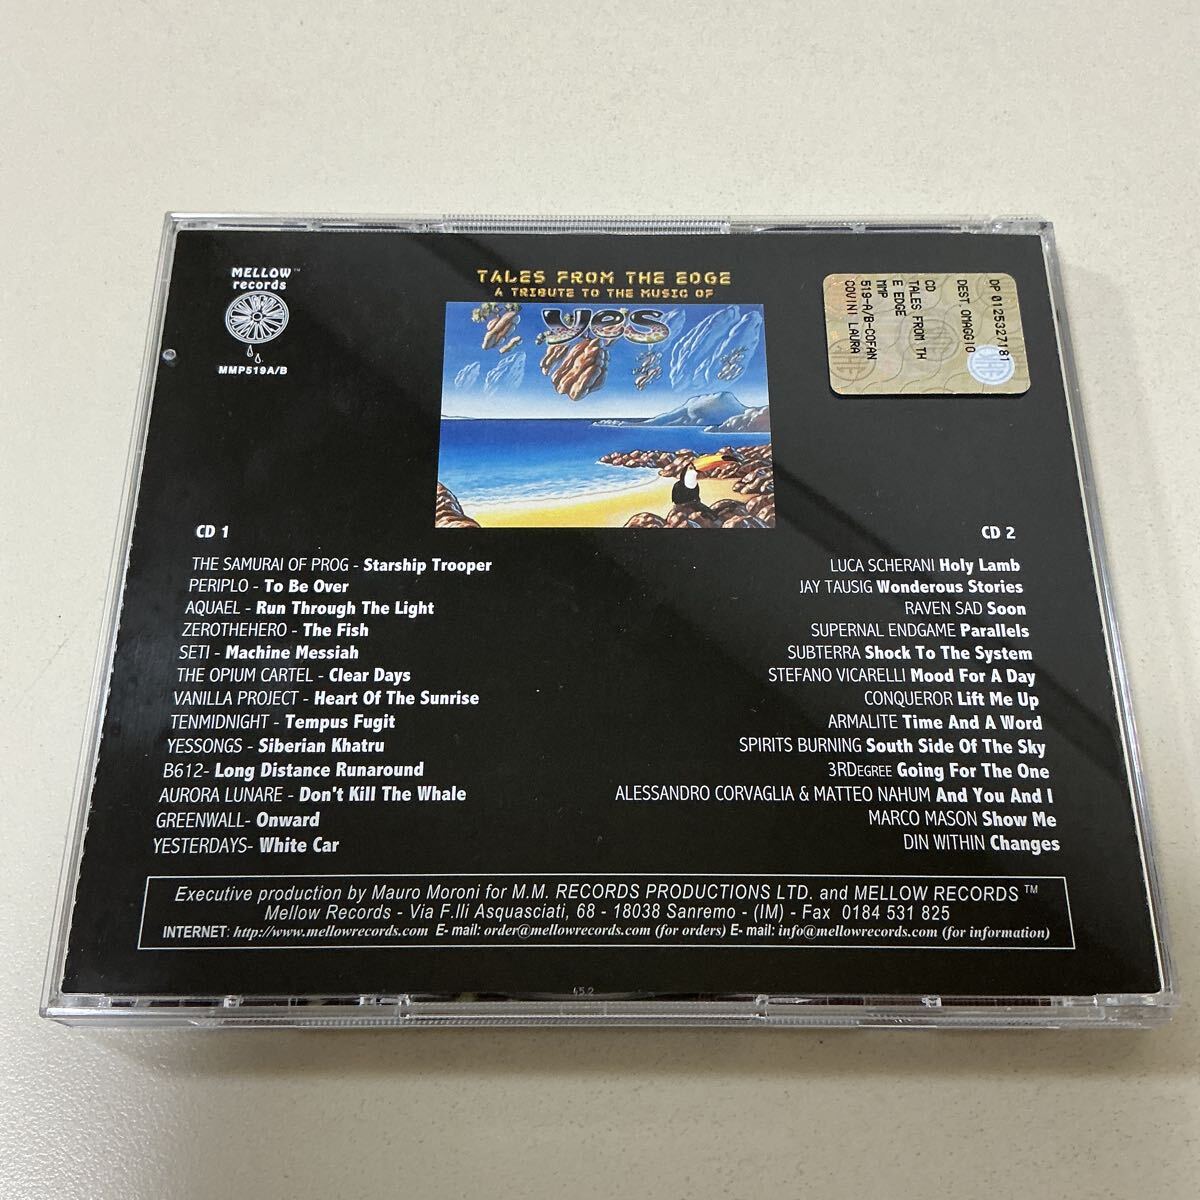 MELLOW™
records
MMP519A/B
TALES FROM THE EDGE
A TRIBUTE TO THE MUSIC OF
yes
DP 0125327181
DEST.OMAGGIO
CD
TALES FROM TH
E EDGE
MMP
519-A/B-COFAN
COVINI LAURA
CD 1
THE SAMURAI OF PROG - Starship Trooper
PERIPLO - To Be Over
AQUAEL - Run Through The Light
ZEROTHEHERO - The Fish
SETI - Machine Messiah
THE OPIUM CARTEL - Clear Days
VANILLA PROJECT - Heart Of The Sunrise
TENMIDNIGHT - Tempus Fugit
YESSONGS - Siberian Khatru
B612- Long Distance Runaround
AURORA LUNARE - Don't Kill The Whale
GREENWALL- Onward
YESTERDAYS- White Car
CD 2
LUCA SCHERANI Holy Lamb
JAY TAUSIG Wonderous Stories
RAVEN SAD Soon
SUPERNAL ENDGAME Parallels
SUBTERRA Shock To The System
STEFANO VICARELLI Mood For A Day
CONQUEROR Lift Me Up
ARMALITE Time And A Word
SPIRITS BURNING South Side Of The Sky
3RDEGREE Going For The One
ALESSANDRO CORVAGLIA & MATTEO NAHUM And You And I
MARCO MASON Show Me
DIN WITHIN Changes
Executive production by Mauro Moroni for M.M. RECORDS PRODUCTIONS LTD. and MELLOW RECORDS™
Mellow Records - Via F.lli Asquasciati, 68 - 18038 Sanremo - (IM) - Fax 0184 531 825
INTERNET: http://www.mellowrecords.com E- mail: order@mellowrecords.com (for orders) E- mail: info@mellowrecords.com (for information)
45.2